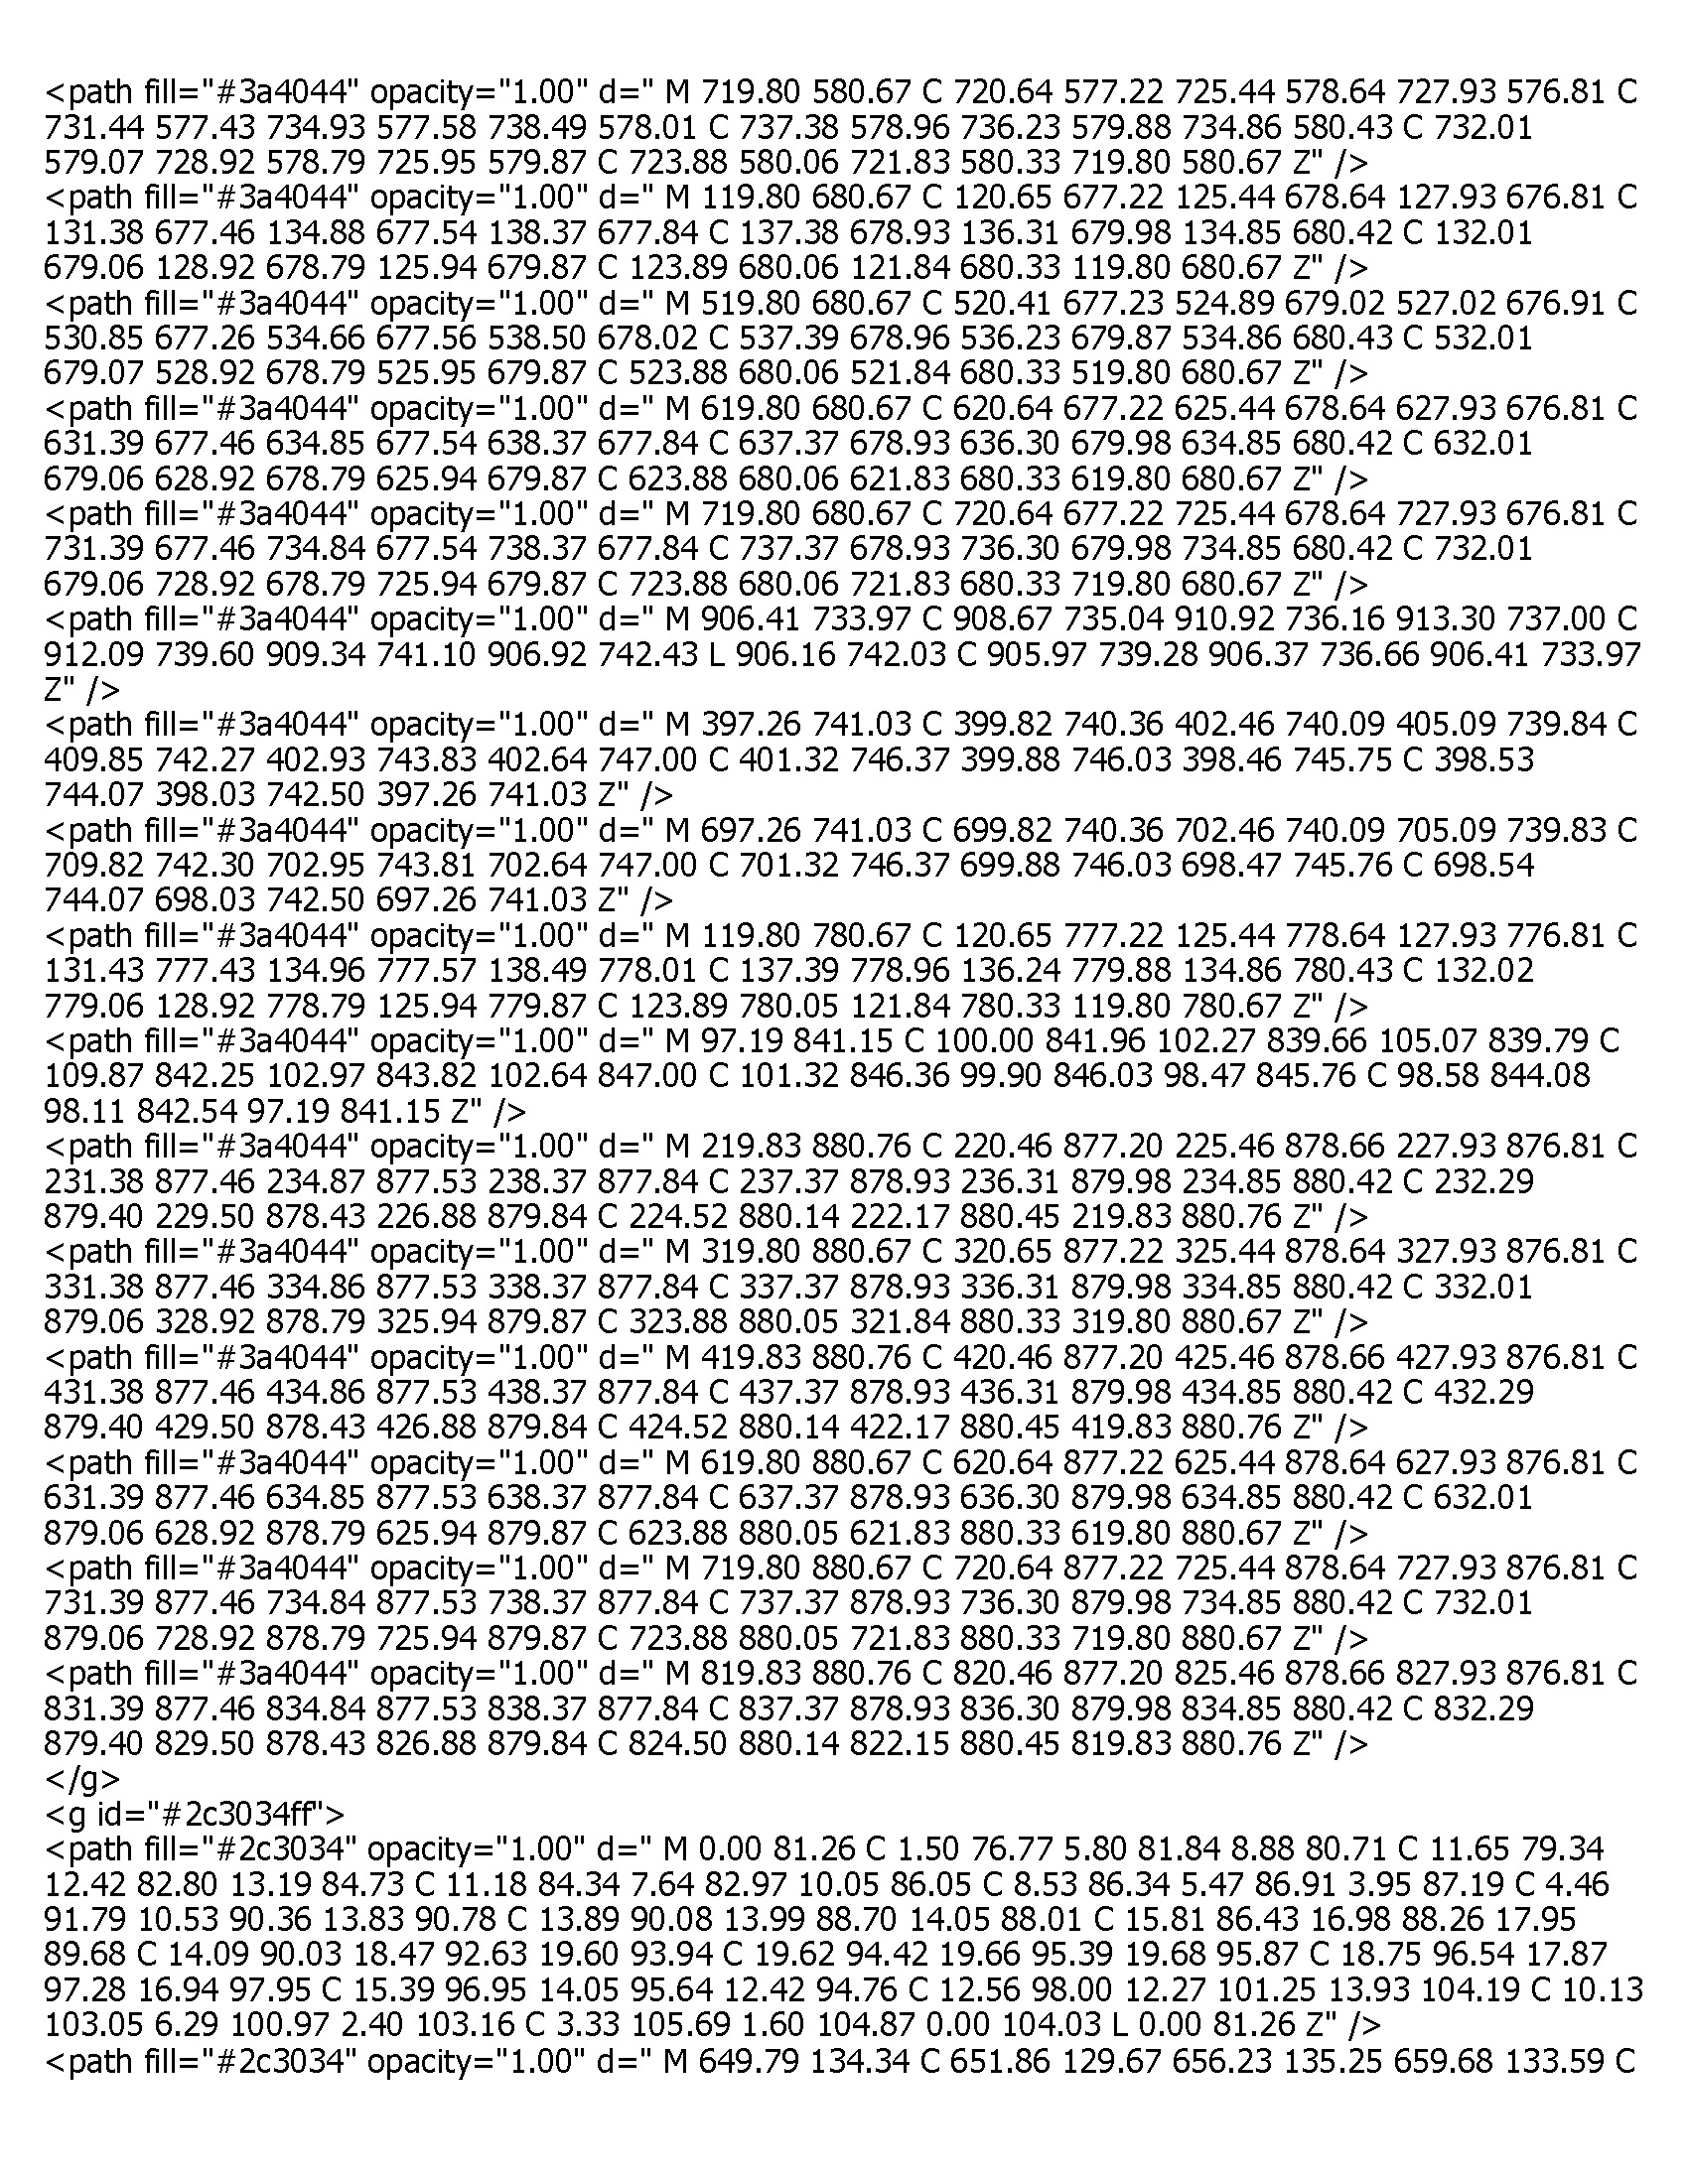 <path fill="#3a4044" opacity="1.00" d=" M 719.80 580.67 C 720.64 577.22 725.44 578.64 727.93 576.81 C
731.44 577.43 734.93 577.58 738.49 578.01 C 737.38 578.96 736.23 579.88 734.86 580.43 C 732.01
579.07 728.92 578.79 725.95 579.87 C 723.88 580.06 721.83 580.33 719.80 580.67 Z" />
<path fill="#3a4044" opacity="1.00" d=" M 119.80 680.67 C 120.65 677.22 125.44 678.64 127.93 676.81 C
131.38 677.46 134.88 677.54 138.37 677.84 C 137.38 678.93 136.31 679.98 134.85 680.42 C 132.01
679.06 128.92 678.79 125.94 679.87 C 123.89 680.06 121.84 680.33 119.80 680.67 Z" />
<path fill="#3a4044" opacity="1.00" d=" M 519.80 680.67 C 520.41 677.23 524.89 679.02 527.02 676.91 C
530.85 677.26 534.66 677.56 538.50 678.02 C 537.39 678.96 536.23 679.87 534.86 680.43 C 532.01
679.07 528.92 678.79 525.95 679.87 C 523.88 680.06 521.84 680.33 519.80 680.67 Z" />
<path fill="#3a4044" opacity="1.00" d=" M 619.80 680.67 C 620.64 677.22 625.44 678.64 627.93 676.81 C
631.39 677.46 634.85 677.54 638.37 677.84 C 637.37 678.93 636.30 679.98 634.85 680.42 C 632.01
679.06 628.92 678.79 625.94 679.87 C 623.88 680.06 621.83 680.33 619.80 680.67 Z" />
<path fill="#3a4044" opacity="1.00" d=" M 719.80 680.67 C 720.64 677.22 725.44 678.64 727.93 676.81 C
731.39 677.46 734.84 677.54 738.37 677.84 C 737.37 678.93 736.30 679.98 734.85 680.42 C 732.01
679.06 728.92 678.79 725.94 679.87 C 723.88 680.06 721.83 680.33 719.80 680.67 Z" />
<path fill="#3a4044" opacity="1.00" d=" M 906.41 733.97 C 908.67 735.04 910.92 736.16 913.30 737.00 C
912.09 739.60 909.34 741.10 906.92 742.43 L 906.16 742.03 C 905.97 739.28 906.37 736.66 906.41 733.97
Z" />
<path fill="#3a4044" opacity="1.00" d=" M 397.26 741.03 C 399.82 740.36 402.46 740.09 405.09 739.84 C
409.85 742.27 402.93 743.83 402.64 747.00 C 401.32 746.37 399.88 746.03 398.46 745.75 C 398.53
744.07 398.03 742.50 397.26 741.03 Z" />
<path fill="#3a4044" opacity="1.00" d=" M 697.26 741.03 C 699.82 740.36 702.46 740.09 705.09 739.83 C
709.82 742.30 702.95 743.81 702.64 747.00 C 701.32 746.37 699.88 746.03 698.47 745.76 C 698.54
744.07 698.03 742.50 697.26 741.03 Z" />
<path fill="#3a4044" opacity="1.00" d=" M 119.80 780.67 C 120.65 777.22 125.44 778.64 127.93 776.81 C
131.43 777.43 134.96 777.57 138.49 778.01 C 137.39 778.96 136.24 779.88 134.86 780.43 C 132.02
779.06 128.92 778.79 125.94 779.87 C 123.89 780.05 121.84 780.33 119.80 780.67 Z" />
<path fill="#3a4044" opacity="1.00" d=" M 97.19 841.15 C 100.00 841.96 102.27 839.66 105.07 839.79 C
109.87 842.25 102.97 843.82 102.64 847.00 C 101.32 846.36 99.90 846.03 98.47 845.76 C 98.58 844.08
98.11 842.54 97.19 841.15 Z" />
<path fill="#3a4044" opacity="1.00" d=" M 219.83 880.76 C 220.46 877.20 225.46 878.66 227.93 876.81 C
231.38 877.46 234.87 877.53 238.37 877.84 C 237.37 878.93 236.31 879.98 234.85 880.42 C 232.29
879.40 229.50 878.43 226.88 879.84 C 224.52 880.14 222.17 880.45 219.83 880.76 Z" />
<path fill="#3a4044" opacity="1.00" d=" M 319.80 880.67 C 320.65 877.22 325.44 878.64 327.93 876.81 C
331.38 877.46 334.86 877.53 338.37 877.84 C 337.37 878.93 336.31 879.98 334.85 880.42 C 332.01
879.06 328.92 878.79 325.94 879.87 C 323.88 880.05 321.84 880.33 319.80 880.67 Z" />
<path fill="#3a4044" opacity="1.00" d=" M 419.83 880.76 C 420.46 877.20 425.46 878.66 427.93 876.81 C
431.38 877.46 434.86 877.53 438.37 877.84 C 437.37 878.93 436.31 879.98 434.85 880.42 C 432.29
879.40 429.50 878.43 426.88 879.84 C 424.52 880.14 422.17 880.45 419.83 880.76 Z" />
<path fill="#3a4044" opacity="1.00" d=" M 619.80 880.67 C 620.64 877.22 625.44 878.64 627.93 876.81 C
631.39 877.46 634.85 877.53 638.37 877.84 C 637.37 878.93 636.30 879.98 634.85 880.42 C 632.01
879.06 628.92 878.79 625.94 879.87 C 623.88 880.05 621.83 880.33 619.80 880.67 Z" />
<path fill="#3a4044" opacity="1.00" d=" M 719.80 880.67 C 720.64 877.22 725.44 878.64 727.93 876.81 C
731.39 877.46 734.84 877.53 738.37 877.84 C 737.37 878.93 736.30 879.98 734.85 880.42 C 732.01
879.06 728.92 878.79 725.94 879.87 C 723.88 880.05 721.83 880.33 719.80 880.67 Z" />
<path fill="#3a4044" opacity="1.00" d=" M 819.83 880.76 C 820.46 877.20 825.46 878.66 827.93 876.81 C
831.39 877.46 834.84 877.53 838.37 877.84 C 837.37 878.93 836.30 879.98 834.85 880.42 C 832.29
879.40 829.50 878.43 826.88 879.84 C 824.50 880.14 822.15 880.45 819.83 880.76 Z" />
</g>
<g id="#2c3034ff">
<path fill="#2c3034" opacity="1.00" d=" M 0.00 81.26 C 1.50 76.77 5.80 81.84 8.88 80.71 C 11.65 79.34
12.42 82.80 13.19 84.73 C 11.18 84.34 7.64 82.97 10.05 86.05 C 8.53 86.34 5.47 86.91 3.95 87.19 C 4.46
91.79 10.53 90.36 13.83 90.78 C 13.89 90.08 13.99 88.70 14.05 88.01 C 15.81 86.43 16.98 88.26 17.95
89.68 C 14.09 90.03 18.47 92.63 19.60 93.94 C 19.62 94.42 19.66 95.39 19.68 95.87 C 18.75 96.54 17.87
97.28 16.94 97.95 C 15.39 96.95 14.05 95.64 12.42 94.76 C 12.56 98.00 12.27 101.25 13.93 104.19 C 10.13
103.05 6.29 100.97 2.40 103.16 C 3.33 105.69 1.60 104.87 0.00 104.03 L 0.00 81.26 Z" />
<path fill="#2c3034" opacity="1.00" d=" M 649.79 134.34 C 651.86 129.67 656.23 135.25 659.68 133.59 C